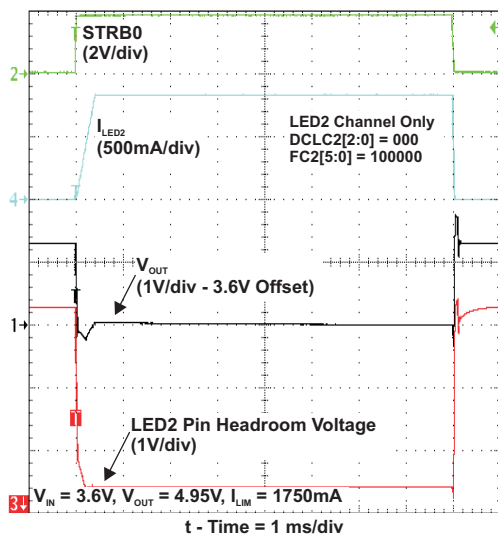 STRB0
(2V/div)
2
I_LED2
(500mA/div)
LED2 Channel Only
DCLC2[2:0] = 000
FC2[5:0] = 100000
4
V_OUT
(1V/div - 3.6V Offset)
1
LED2 Pin Headroom Voltage
(1V/div)
3
V_IN = 3.6V, V_OUT = 4.95V, I_LIM = 1750mA
t - Time = 1 ms/div